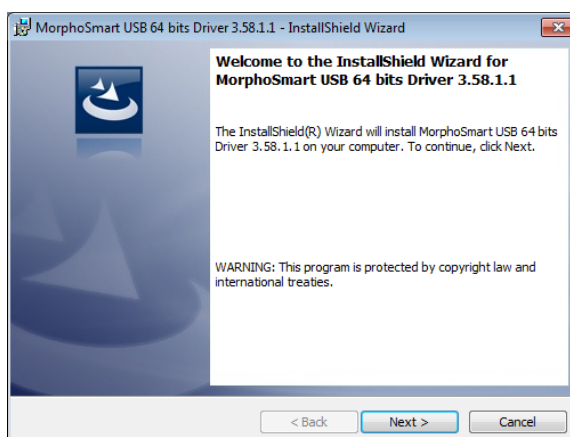 MorphoSmart USB 64 bits Driver 3.58.1.1 - InstallShield Wizard
Welcome to the InstallShield Wizard for
MorphoSmart USB 64 bits Driver 3.58.1.1
The InstallShield(R) Wizard will install MorphoSmart USB 64 bits
Driver 3.58.1.1 on your computer. To continue, click Next.
WARNING: This program is protected by copyright law and
international treaties.
< Back
Next >
Cancel